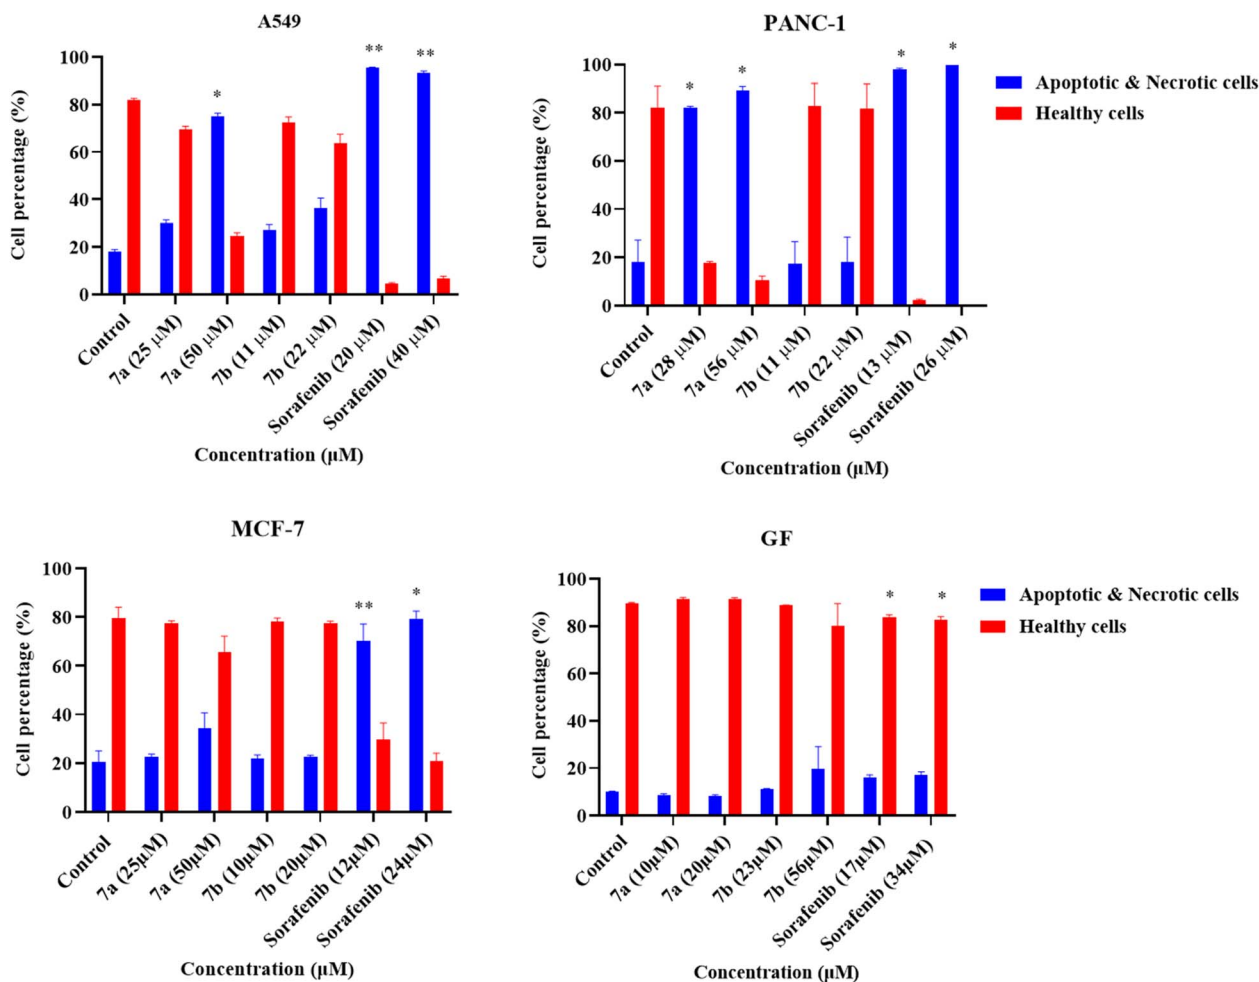 A549
Cell percentage (%)
100
80
60
40
20
0
*
**
**
Control
7a (25 μM)
7a (50 μM)
7b (11 μM)
7b (22 μM)
Sorafenib (20 μM)
Sorafenib (40 μM)
Concentration (μM)
PANC-1
Cell percentage (%)
100
80
60
40
20
0
*
*
*
*
Control
7a (28 μM)
7a (56 μM)
7b (11 μM)
7b (22 μM)
Sorafenib (13 μM)
Sorafenib (26 μM)
Concentration (μM)
Apoptotic & Necrotic cells
Healthy cells
MCF-7
Cell percentage (%)
100
80
60
40
20
0
**
*
Control
7a (25μM)
7a (50μM)
7b (10μM)
7b (20μM)
Sorafenib (12μM)
Sorafenib (24μM)
Concentration (μM)
GF
Cell percentage (%)
100
80
60
40
20
0
*
*
Control
7a (10μM)
7a (20μM)
7b (23μM)
7b (56μM)
Sorafenib (17μM)
Sorafenib (34μM)
Concentration (μM)
Apoptotic & Necrotic cells
Healthy cells